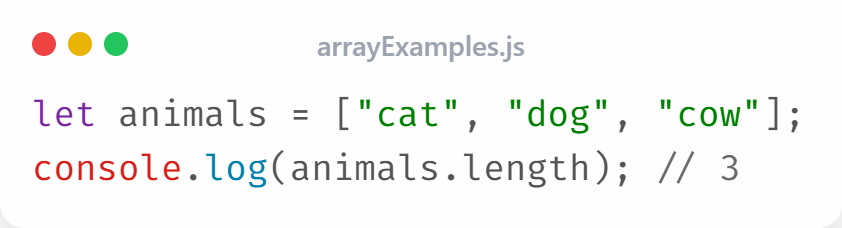 arrayExamples.js
let animals = ["cat", "dog", "cow"];
console.log(animals.length); // 3